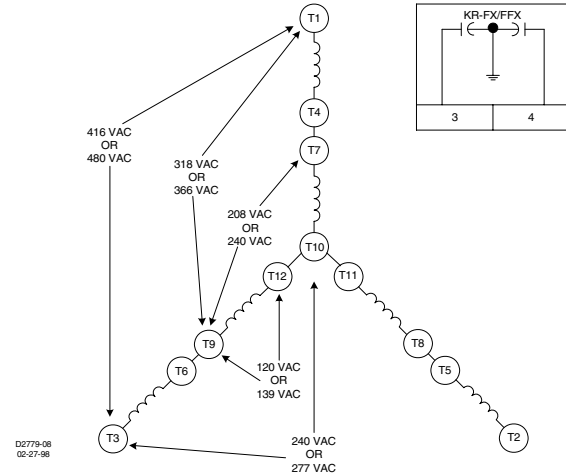 T1
KR-FX/FFX
3 4
T4
416 VAC
OR
480 VAC
318 VAC
OR
366 VAC
T7
208 VAC
OR
240 VAC
T10
T12
T11
T9
T8
T6
T5
120 VAC
OR
139 VAC
T3
T2
240 VAC
OR
277 VAC
D2779-08
02-27-98